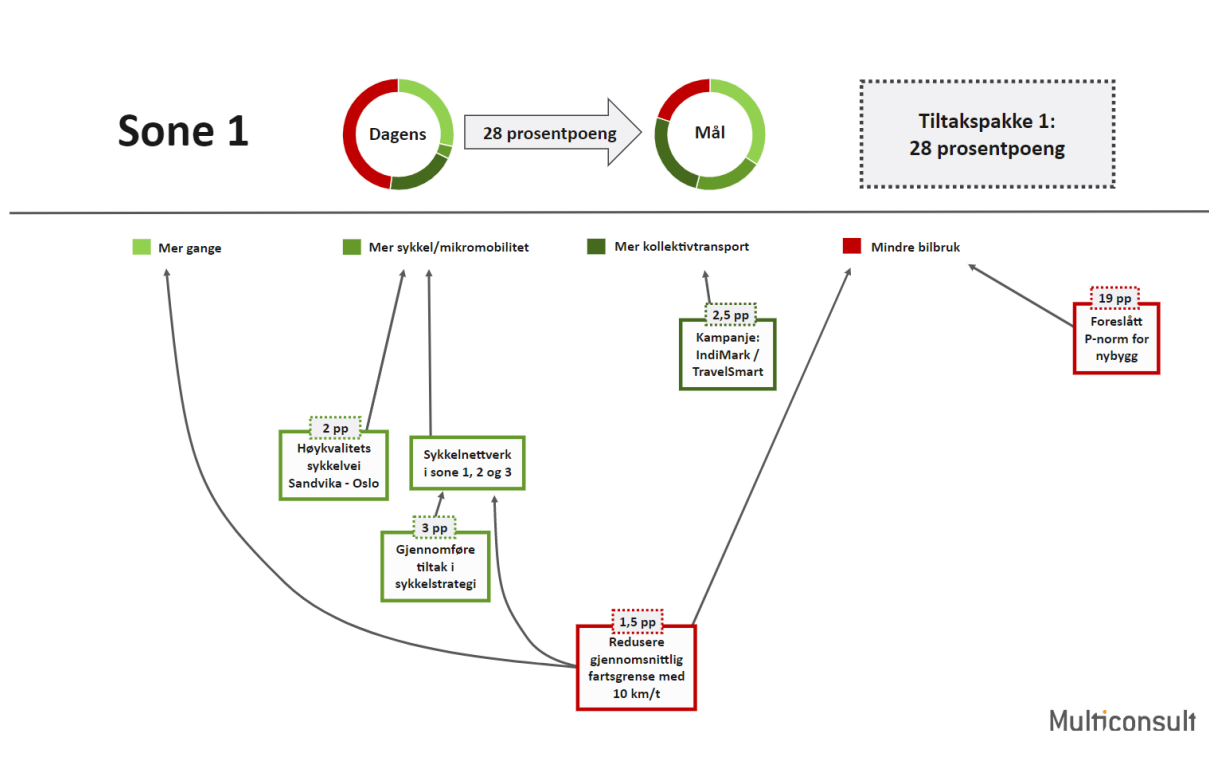 Sone 1
Dagens
28 prosentpoeng
Mål
Tiltakspakke 1:
28 prosentpoeng
Mer gange
Mer sykkel/mikromobilitet
Mer kollektivtransport
Mindre bilbruk
19 pp
Foreslått
P-norm for
nybygg
2,5 pp
Kampanje:
IndiMark /
TravelSmart
2 pp
Høykvalitets
sykkelvei
Sandvika - Oslo
Sykkelnettverk
i sone 1, 2 og 3
3 pp
Gjennomføre
tiltak i
sykkelstrategi
1,5 pp
Redusere
gjennomsnittlig
fartsgrense med
10 km/t
Multiconsult